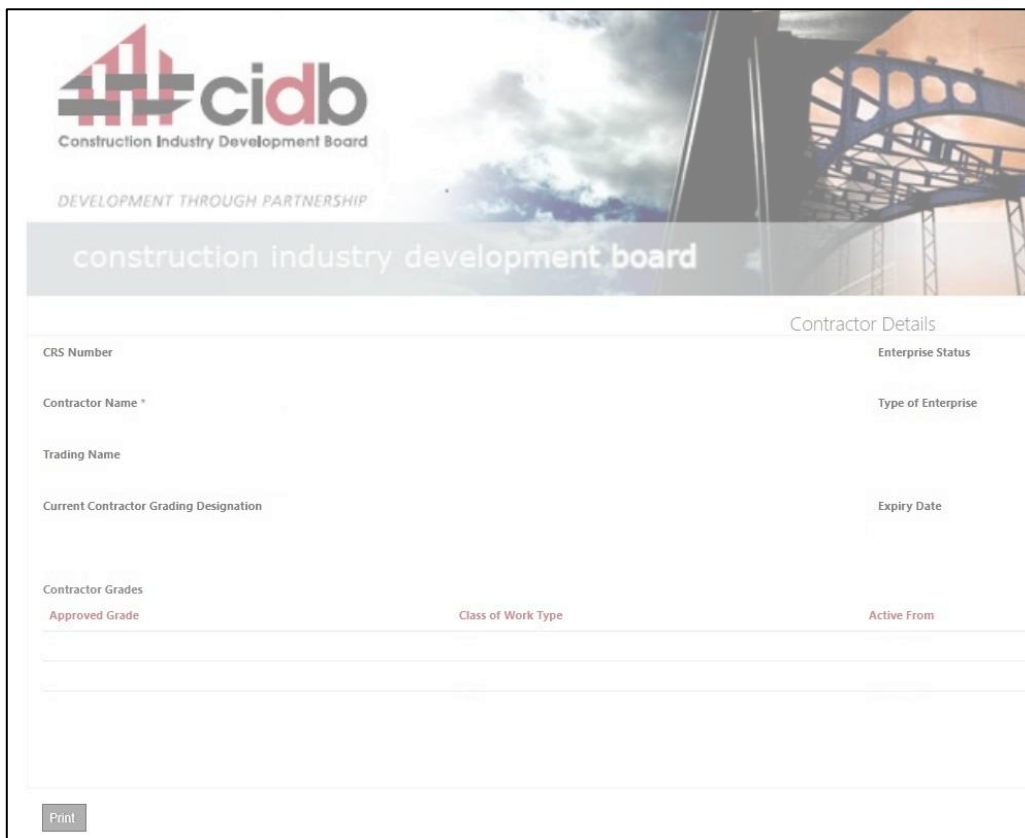 cidb
Construction Industry Development Board
DEVELOPMENT THROUGH PARTNERSHIP
construction industry development board
Contractor Details
CRS Number
Enterprise Status
Contractor Name *
Type of Enterprise
Trading Name
Current Contractor Grading Designation
Expiry Date
Contractor Grades
Approved Grade
Class of Work Type
Active From
Print